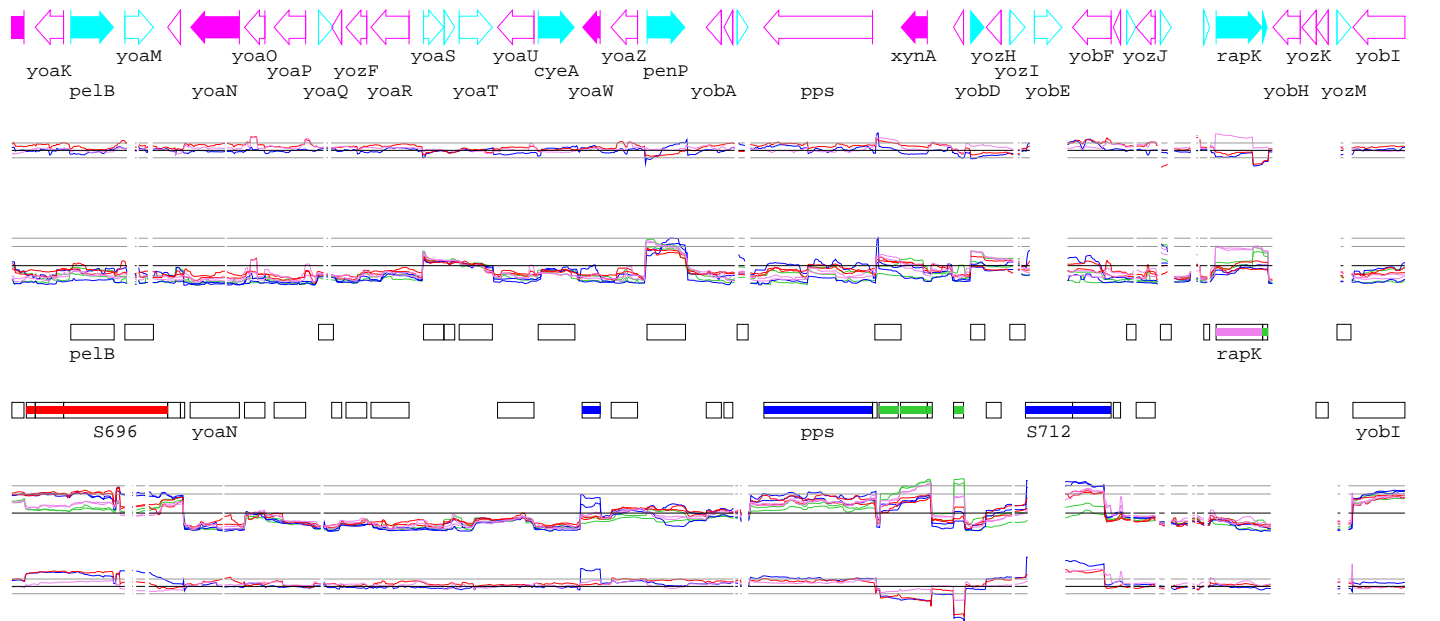 yoaM yoaO yoaS yoaU yoaZ xynA yozH yobF yozJ rapK yozK yobI
yoaK yoaP yozF cyeA penP yozI
pelB yoaN yoaQ yoaR yoaT yoaW yobA pps yobD yobE yobH yozM
pelB rapK
S696 yoaN pps S712 yobI